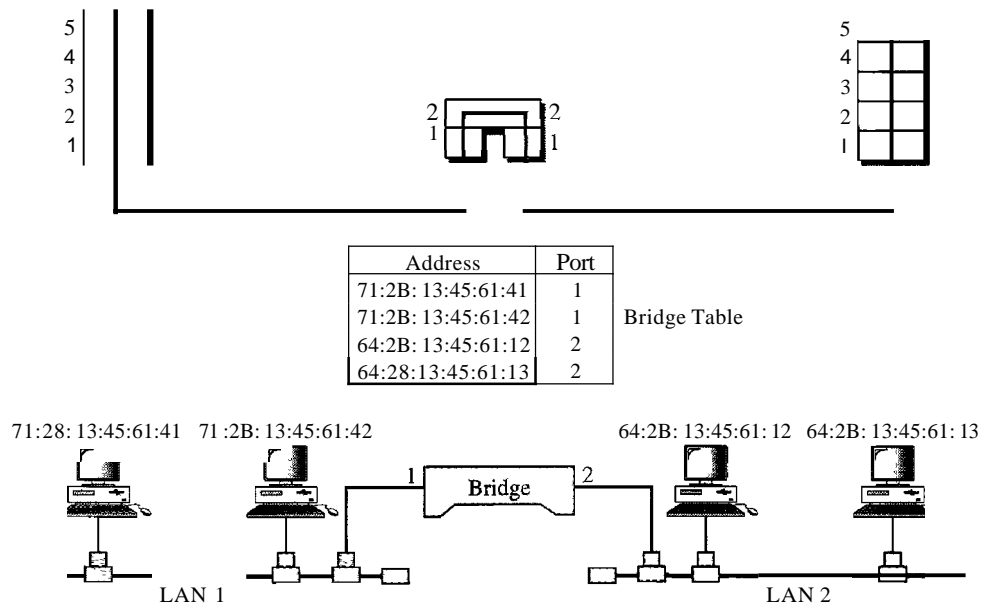 5
4
3
2
1
2
1
2
1
5
4
3
2
I
Address Port
71:2B: 13:45:61:41 1
71:2B: 13:45:61:42 1
64:2B: 13:45:61:12 2
64:28:13:45:61:13 2
Bridge Table
71:28: 13:45:61:41 71 :2B: 13:45:61:42 64:2B: 13:45:61: 12 64:2B: 13:45:61: 13
1 Bridge 2
LAN 1 LAN 2